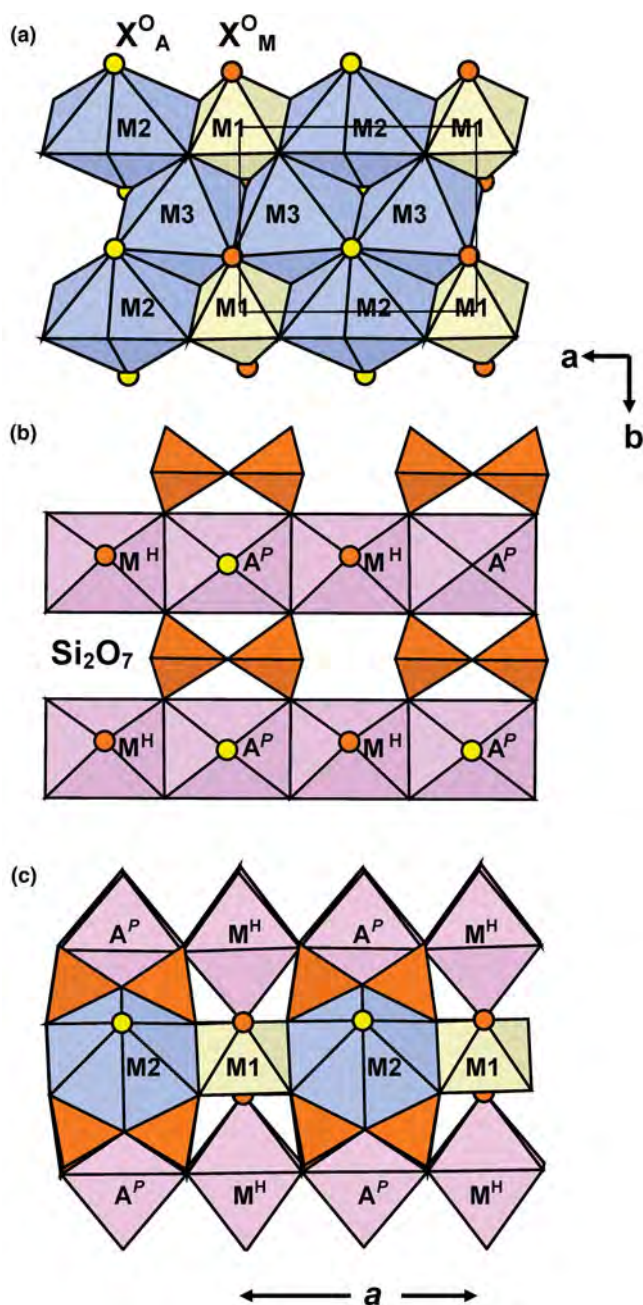 (a)
X^O_A X^O_M
M2 M1 M2 M1
M3 M3 M3
M2 M1 M2 M1
a
b
(b)
M^H A^P M^H A^P
Si₂O₇
M^H A^P M^H A^P
(c)
A^P M^H A^P M^H
M2 M1 M2 M1
A^P M^H A^P M^H
a